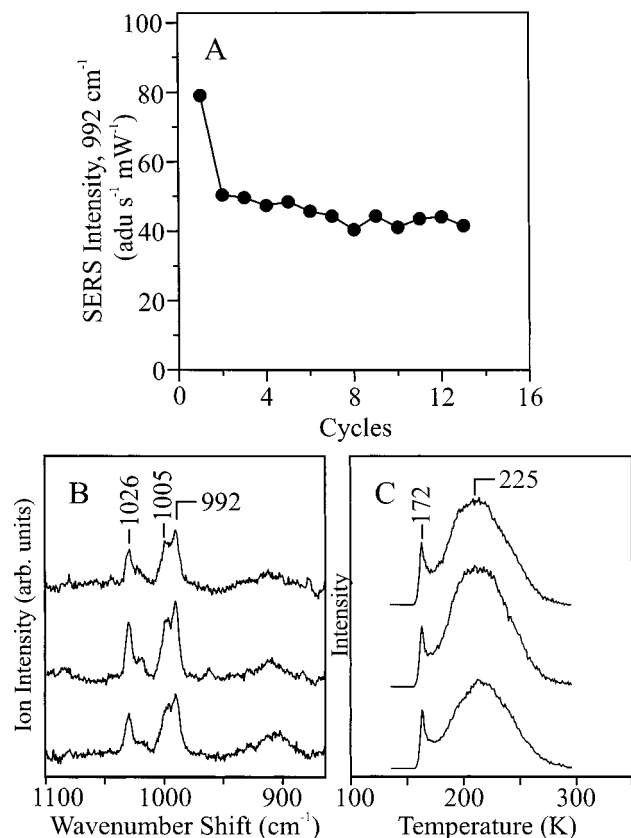 A
SERS Intensity, 992 cm⁻¹
(adu s⁻¹ mW⁻¹)
100
80
60
40
20
0
0 4 8 12 16
Cycles
B
1026
1005
992
Ion Intensity (arb. units)
1100 1000 900
Wavenumber Shift (cm⁻¹)
C
172
225
Intensity
100 200 300
Temperature (K)